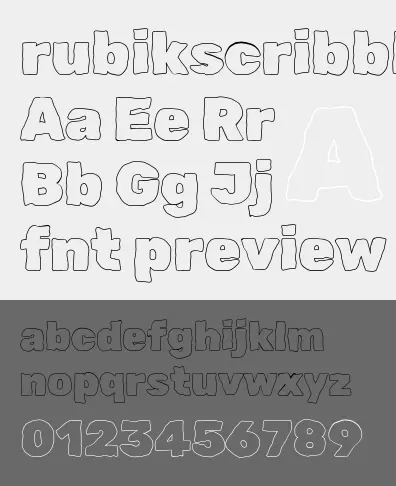 rubikscribbl
Aa Ee Rr
A
Bb Gg Jj
fnt preview
abcdefghijklm
nopqrstuvwxyz
0123456789